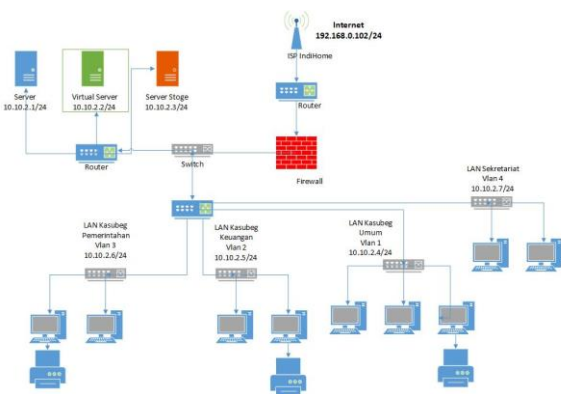 Internet
192.168.0.102/24
ISP IndiHome
Router
Firewall
Server
10.10.2.1/24
Virtual Server
10.10.2.2/24
Server Stoge
10.10.2.3/24
Router
Switch
LAN Sekretariat
Vlan 4
10.10.2.7/24
LAN Kasubeg
Pemerintahan
Vlan 3
10.10.2.6/24
LAN Kasubeg
Keuangan
Vlan 2
10.10.2.5/24
LAN Kasubeg
Umum
Vlan 1
10.10.2.4/24